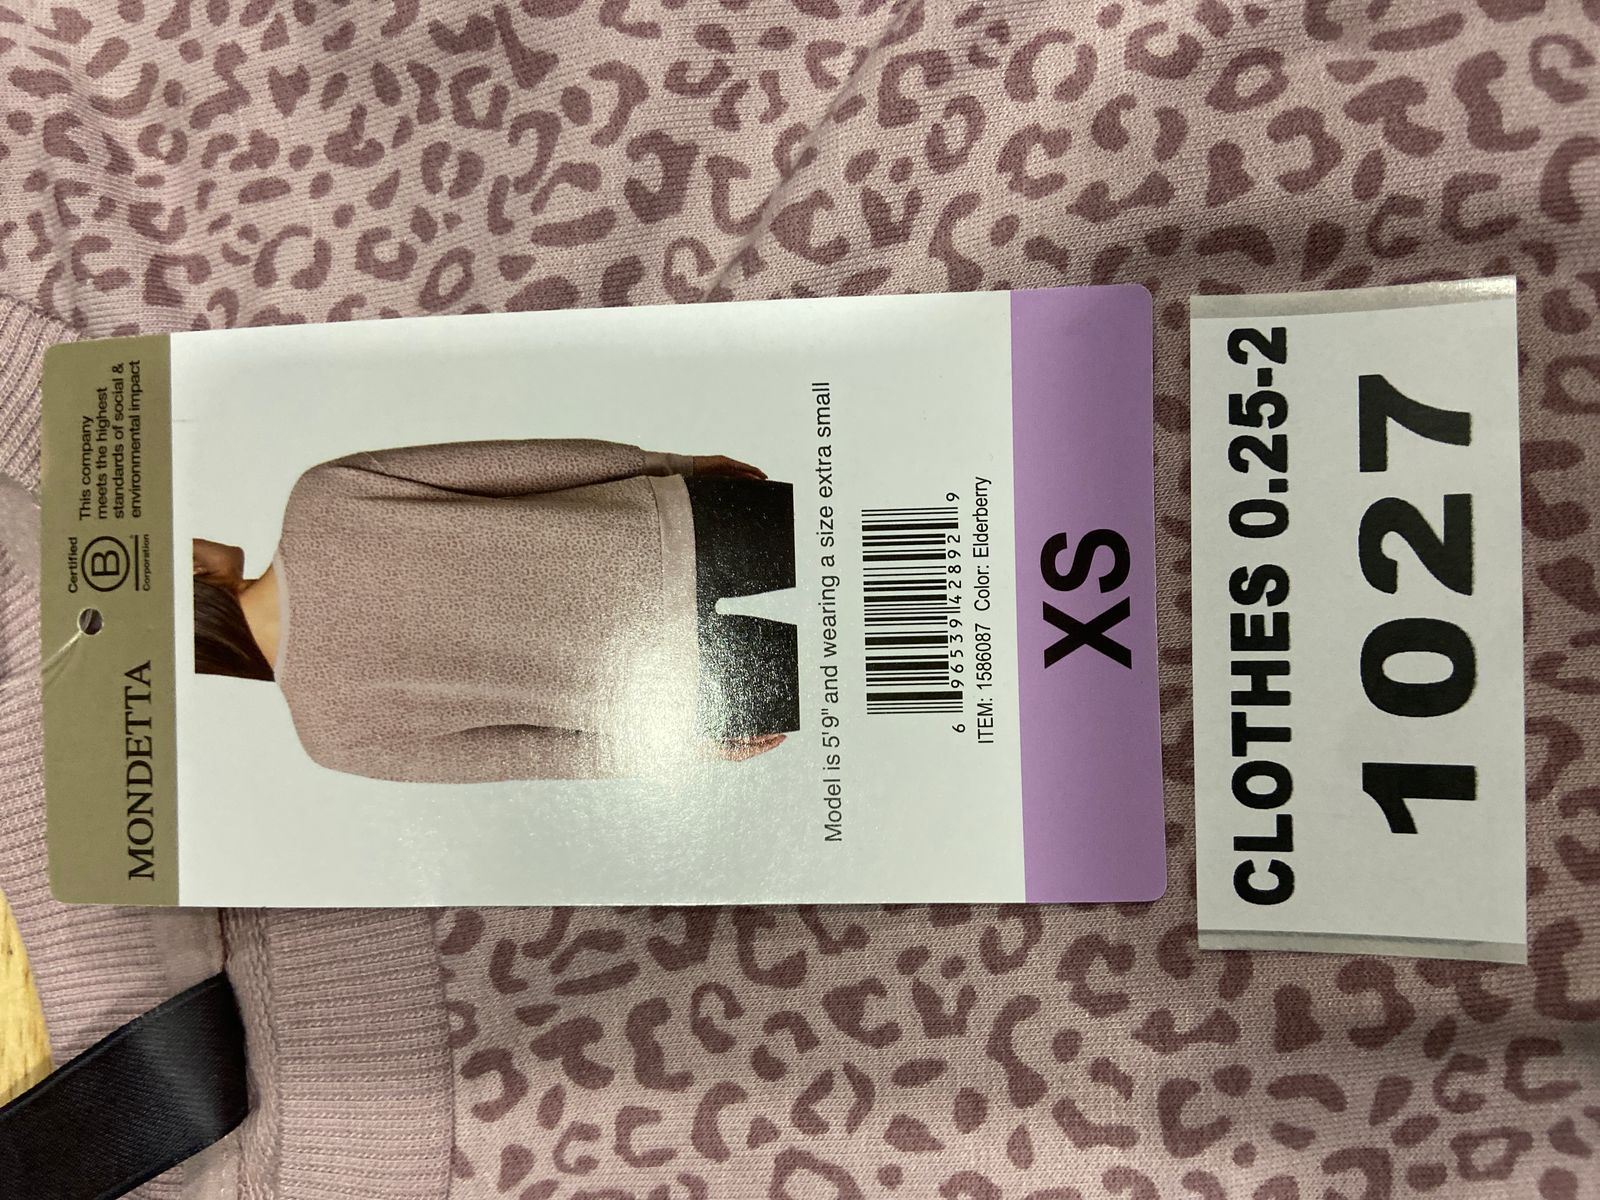 MONDETTA
Certified
B
Corporation
This company
meets the highest
standards of social &
environmental impact
Model is 5'9" and wearing a size extra small
6 96539 42892 9
ITEM: 1586087 Color: Elderberry
XS
CLOTHES 0.25-2
1027